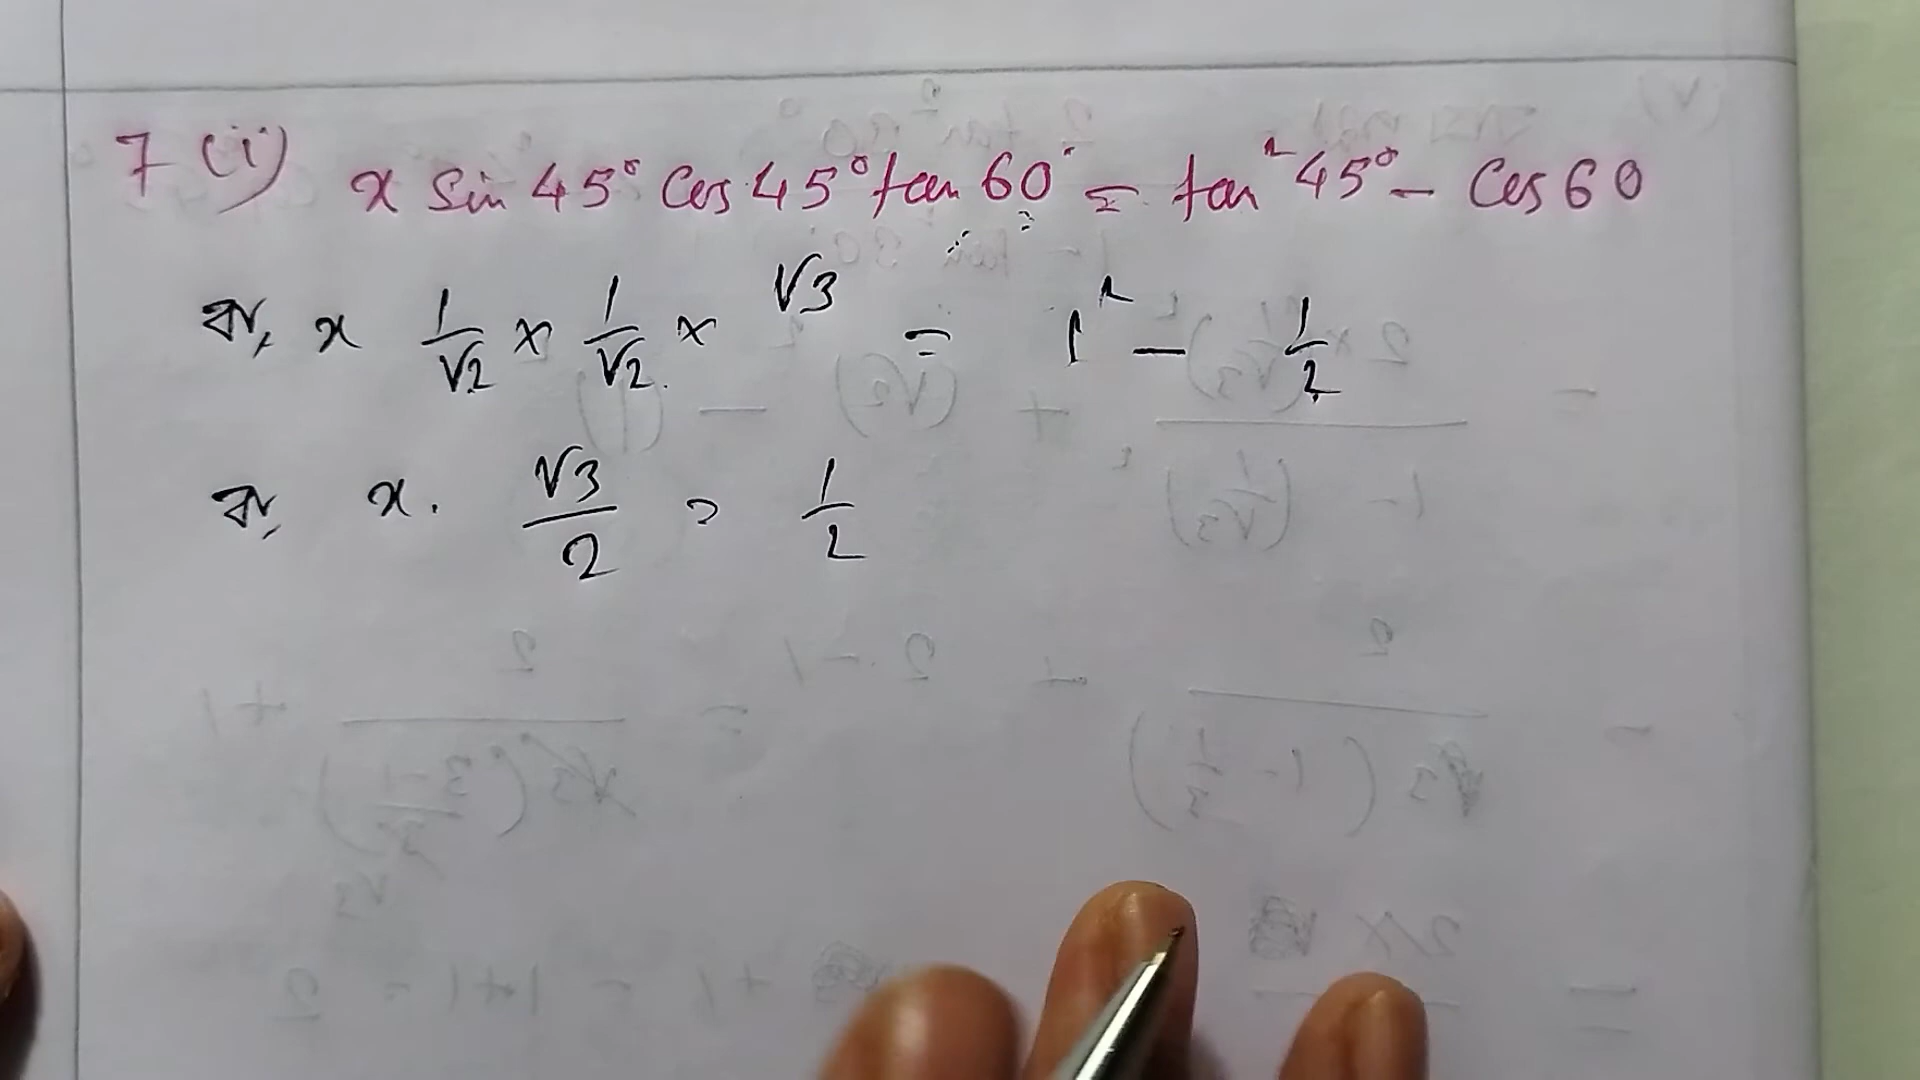 7 (i) x Sin 45° Cos 45° tan 60° = tan² 45° - Cos 60
বা, x 1/√2 × 1/√2 × √3 = 1² - 1/2
বা, x. √3/2 = 1/2